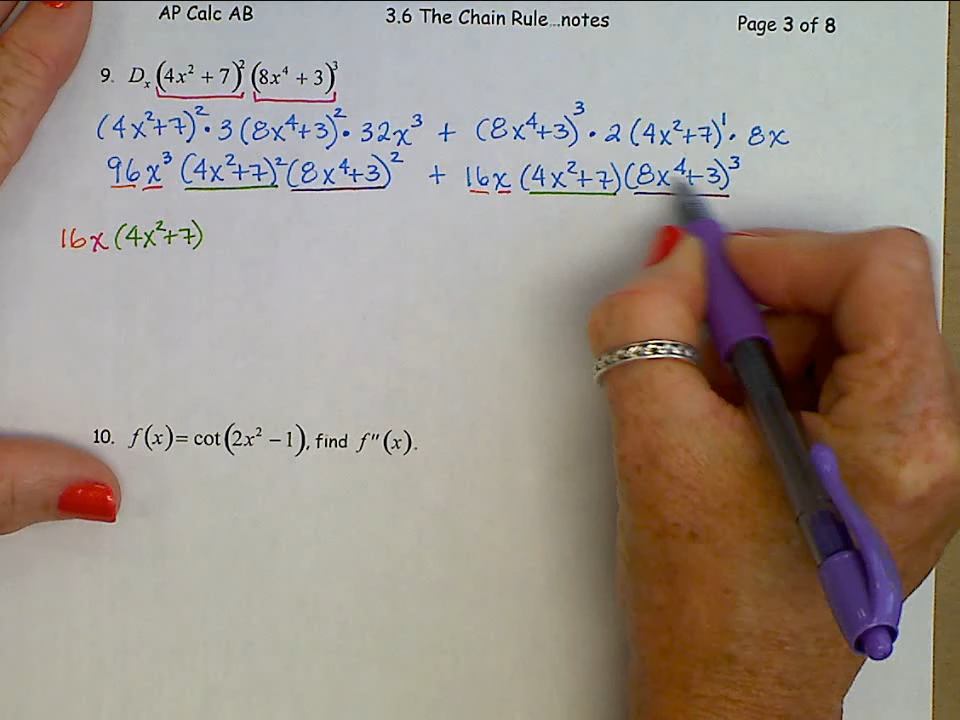 AP Calc AB 3.6 The Chain Rule...notes Page 3 of 8
9. Dₓ (4x² + 7)² (8x⁴ + 3)³
(4x²+7)² · 3(8x⁴+3)² · 32x³ + (8x⁴+3)³ · 2(4x²+7)¹ · 8x
96x³ (4x²+7)² (8x⁴+3)² + 16x (4x²+7)(8x⁴+3)³
16x(4x²+7)
10. f(x) = cot(2x² − 1), find f″(x).